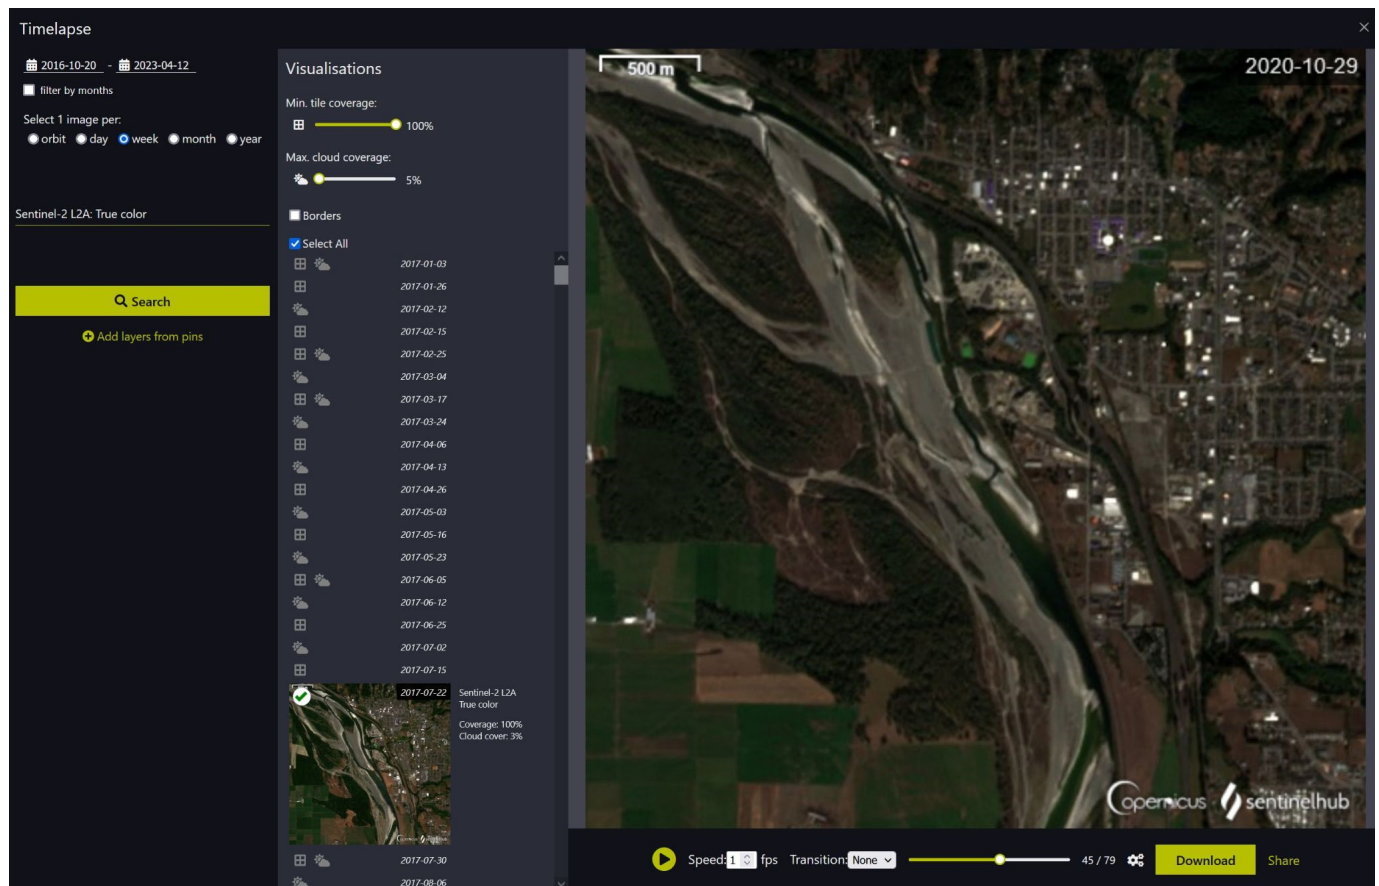 Timelapse
2016-10-20 - 2023-04-12
filter by months
Select 1 image per:
orbit day week month year
Sentinel-2 L2A: True color
Search
Add layers from pins
Visualisations
Min. tile coverage:
100%
Max. cloud coverage:
5%
Borders
Select All
2017-01-03
2017-01-26
2017-02-12
2017-02-15
2017-02-25
2017-03-04
2017-03-17
2017-03-24
2017-04-06
2017-04-13
2017-04-26
2017-05-03
2017-05-16
2017-05-23
2017-06-05
2017-06-12
2017-06-25
2017-07-02
2017-07-15
2017-07-22
Sentinel-2 L2A
True color
Coverage: 100%
Cloud cover: 3%
Copernicus sentinelhub
2017-07-30
2017-08-06
500 m
2020-10-29
Copernicus sentinelhub
Speed: 1 fps Transition: None 45 / 79 Download Share